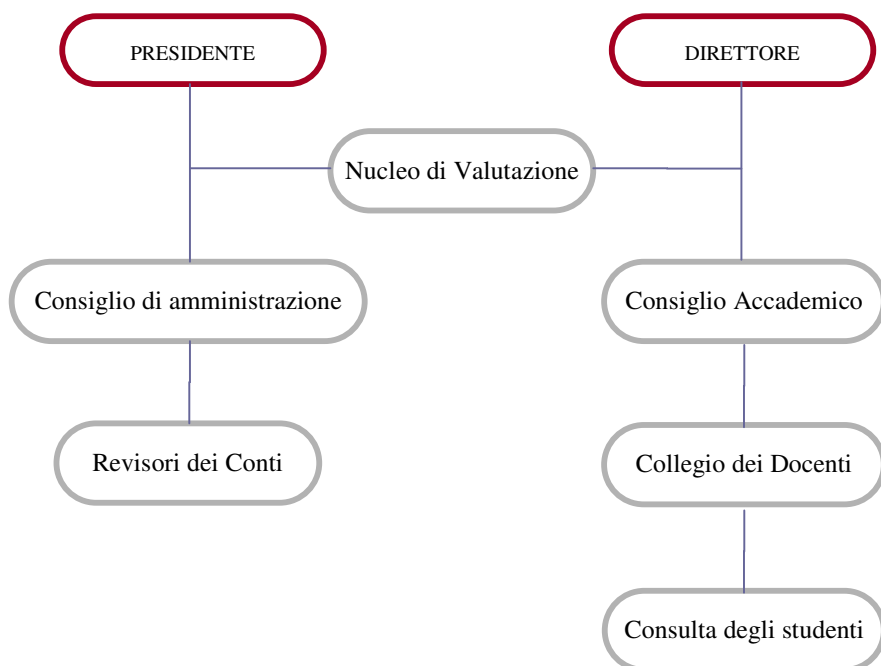 PRESIDENTE
DIRETTORE
Nucleo di Valutazione
Consiglio di amministrazione
Consiglio Accademico
Revisori dei Conti
Collegio dei Docenti
Consulta degli studenti